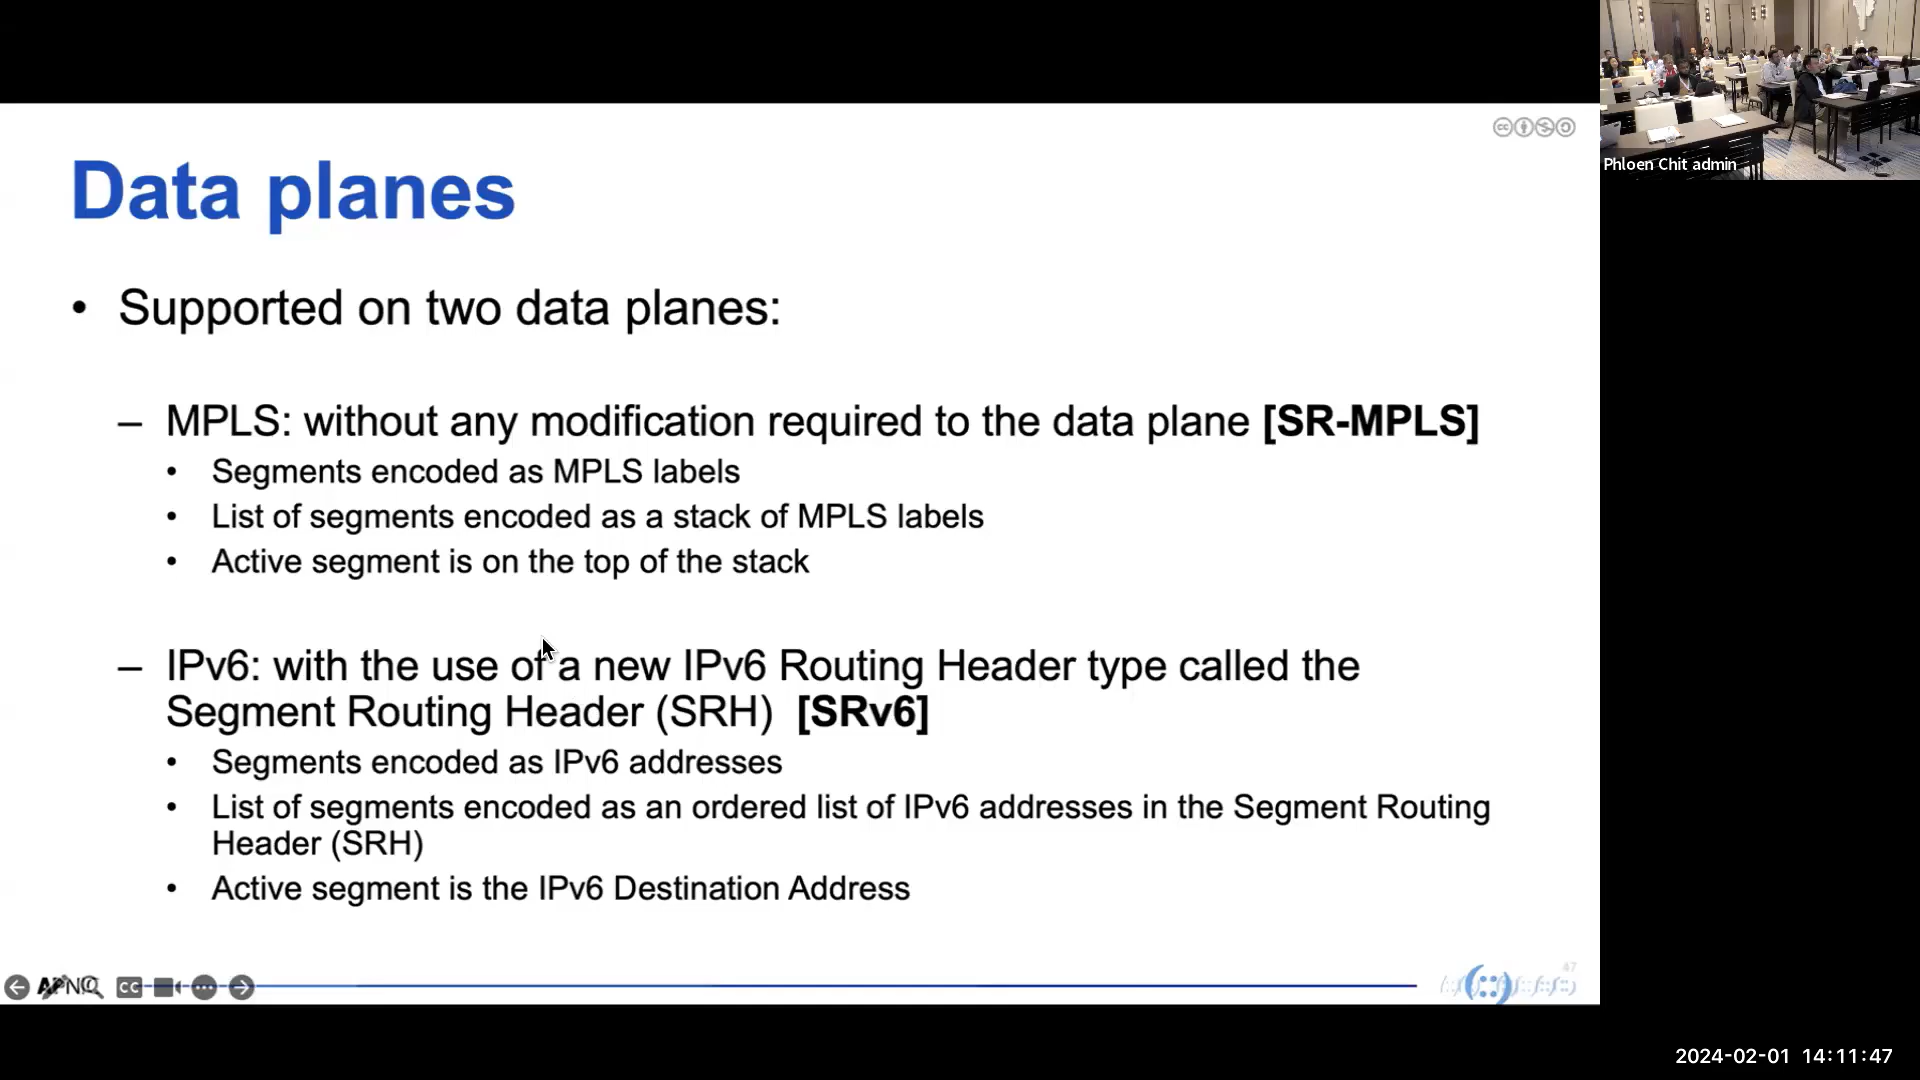 Phloen Chit admin
Data planes
• Supported on two data planes:
– MPLS: without any modification required to the data plane [SR-MPLS]
• Segments encoded as MPLS labels
• List of segments encoded as a stack of MPLS labels
• Active segment is on the top of the stack
– IPv6: with the use of a new IPv6 Routing Header type called the
Segment Routing Header (SRH) [SRv6]
• Segments encoded as IPv6 addresses
• List of segments encoded as an ordered list of IPv6 addresses in the Segment Routing
Header (SRH)
• Active segment is the IPv6 Destination Address
APNIC
CC
47
2024-02-01 14:11:47